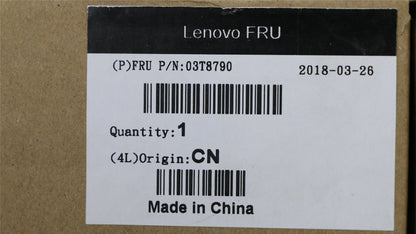 Lenovo FRU
(P)FRU P/N:03T8790 2018-03-26
Quantity:1
(4L)Origin:CN
Made in China